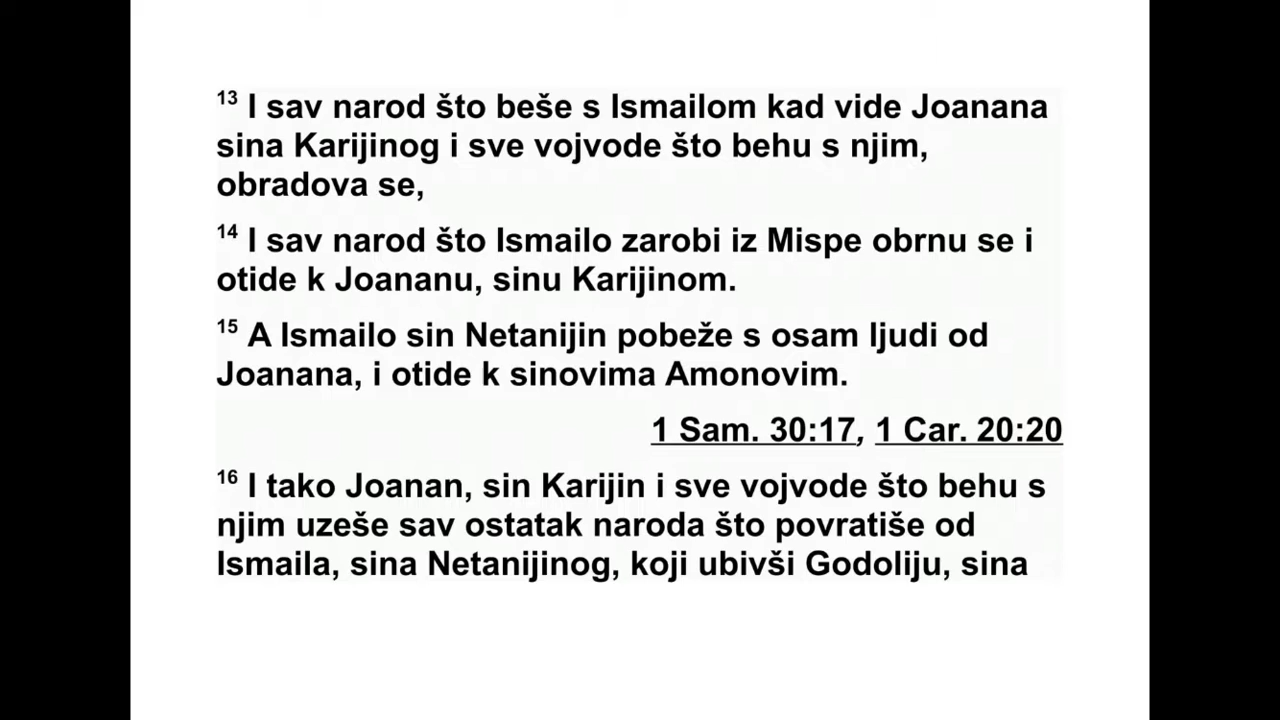 13 I sav narod što beše s Ismailom kad vide Joanana
sina Karijinog i sve vojvode što behu s njim,
obradova se,
14 I sav narod što Ismailo zarobi iz Mispe obrnu se i
otide k Joananu, sinu Karijinom.
15 A Ismailo sin Netanijin pobeže s osam ljudi od
Joanana, i otide k sinovima Amonovim.
1 Sam. 30:17, 1 Car. 20:20
16 I tako Joanan, sin Karijin i sve vojvode što behu s
njim uzeše sav ostatak naroda što povratiše od
Ismaila, sina Netanijinog, koji ubivši Godoliju, sina